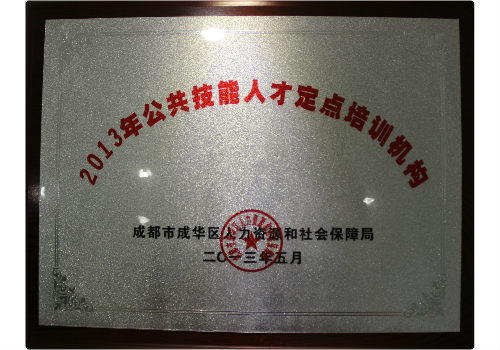 2013年公共技能人才定点培训机构
成都市成华区人力资源和社会保障局
二〇一三年五月